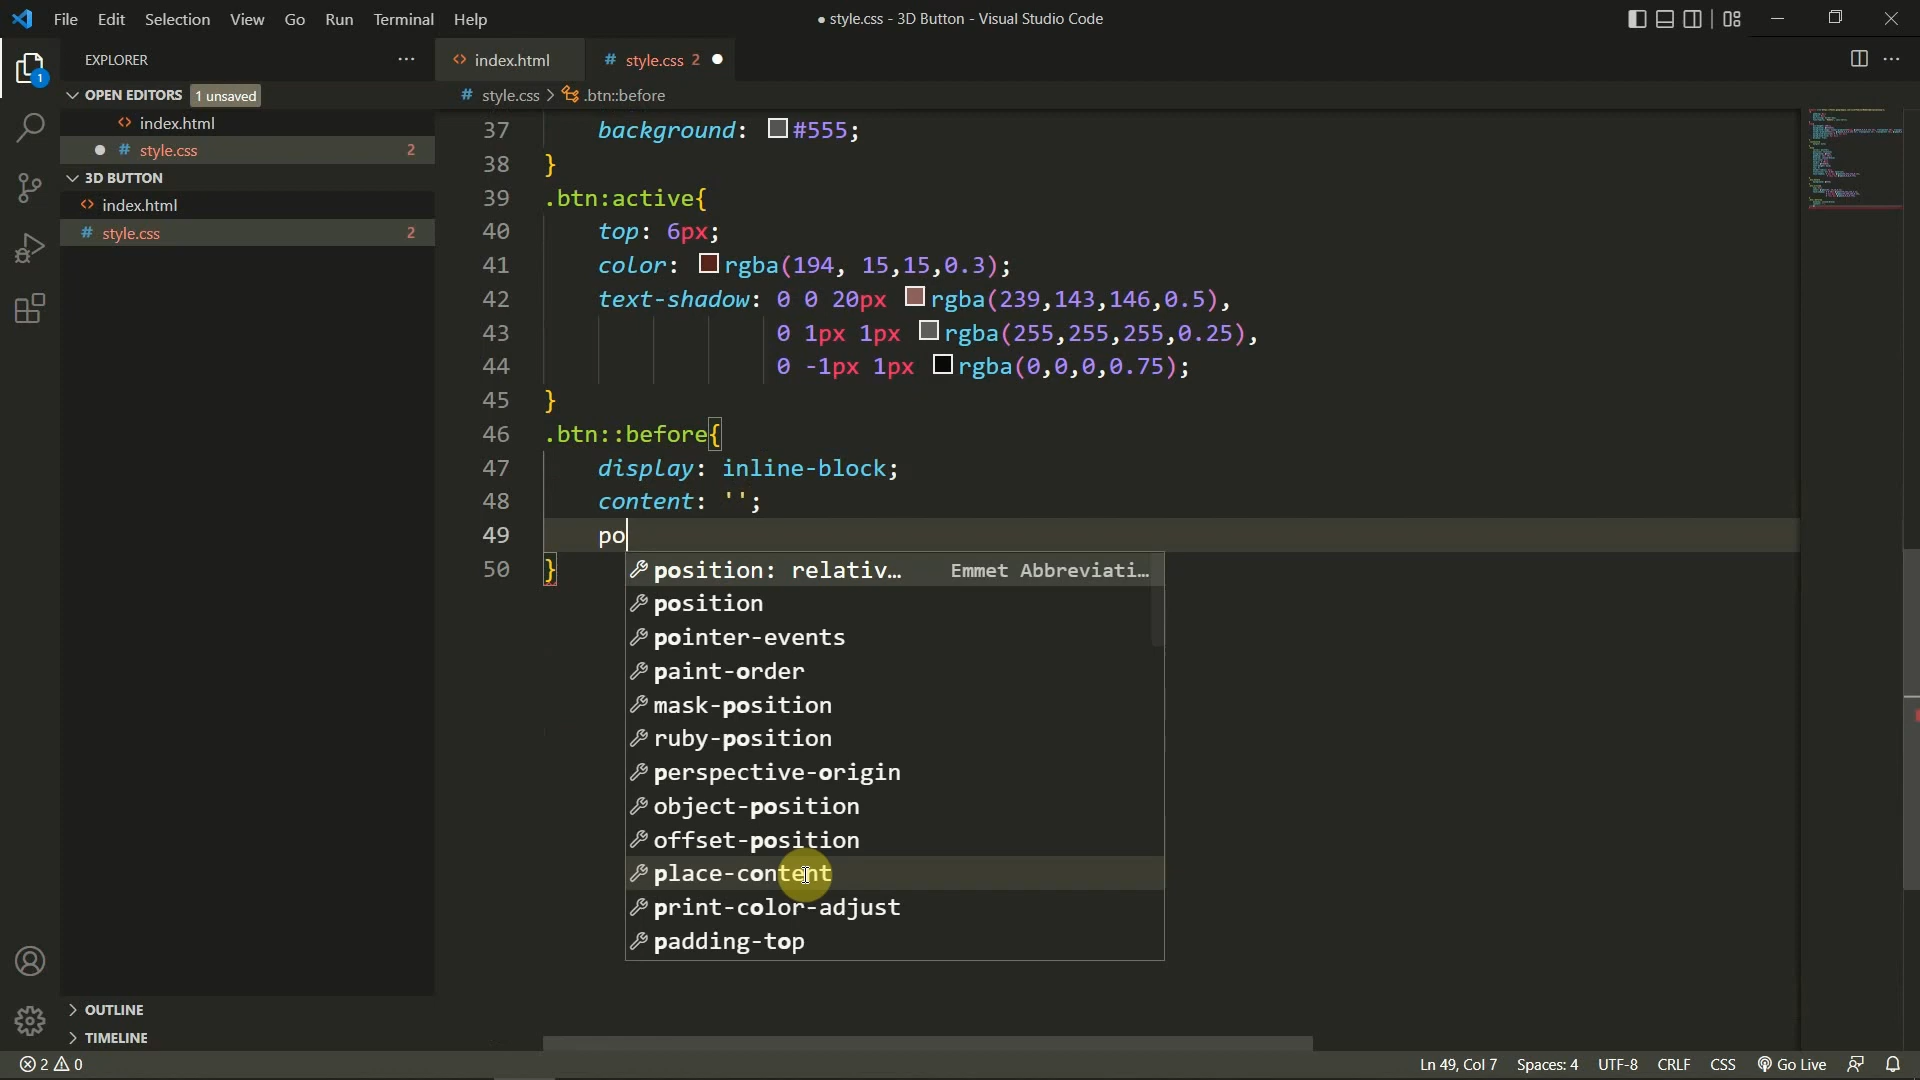 File Edit Selection View Go Run Terminal Help
● style.css - 3D Button - Visual Studio Code
EXPLORER ...
1
OPEN EDITORS 1 unsaved
<> index.html
● # style.css 2
3D BUTTON
<> index.html
# style.css 2
OUTLINE
TIMELINE
<> index.html # style.css 2 ●
# style.css > .btn::before
37 background: #555;
38 }
39 .btn:active{
40 top: 6px;
41 color: rgba(194, 15,15,0.3);
42 text-shadow: 0 0 20px rgba(239,143,146,0.5),
43 0 1px 1px rgba(255,255,255,0.25),
44 0 -1px 1px rgba(0,0,0,0.75);
45 }
46 .btn::before{
47 display: inline-block;
48 content: '';
49 po
50 }
position: relativ… Emmet Abbreviati…
position
pointer-events
paint-order
mask-position
ruby-position
perspective-origin
object-position
offset-position
place-content
print-color-adjust
padding-top
2 0
Ln 49, Col 7 Spaces: 4 UTF-8 CRLF CSS Go Live